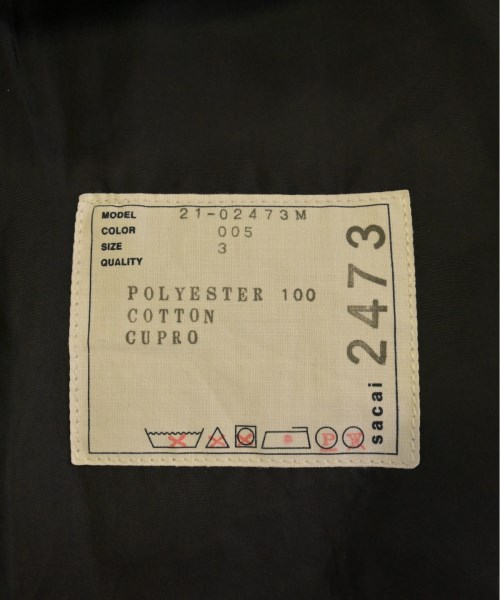 MODEL 21-02473M
COLOR 005
SIZE 3
QUALITY
POLYESTER 100
COTTON
CUPRO
P W
sacai 2473